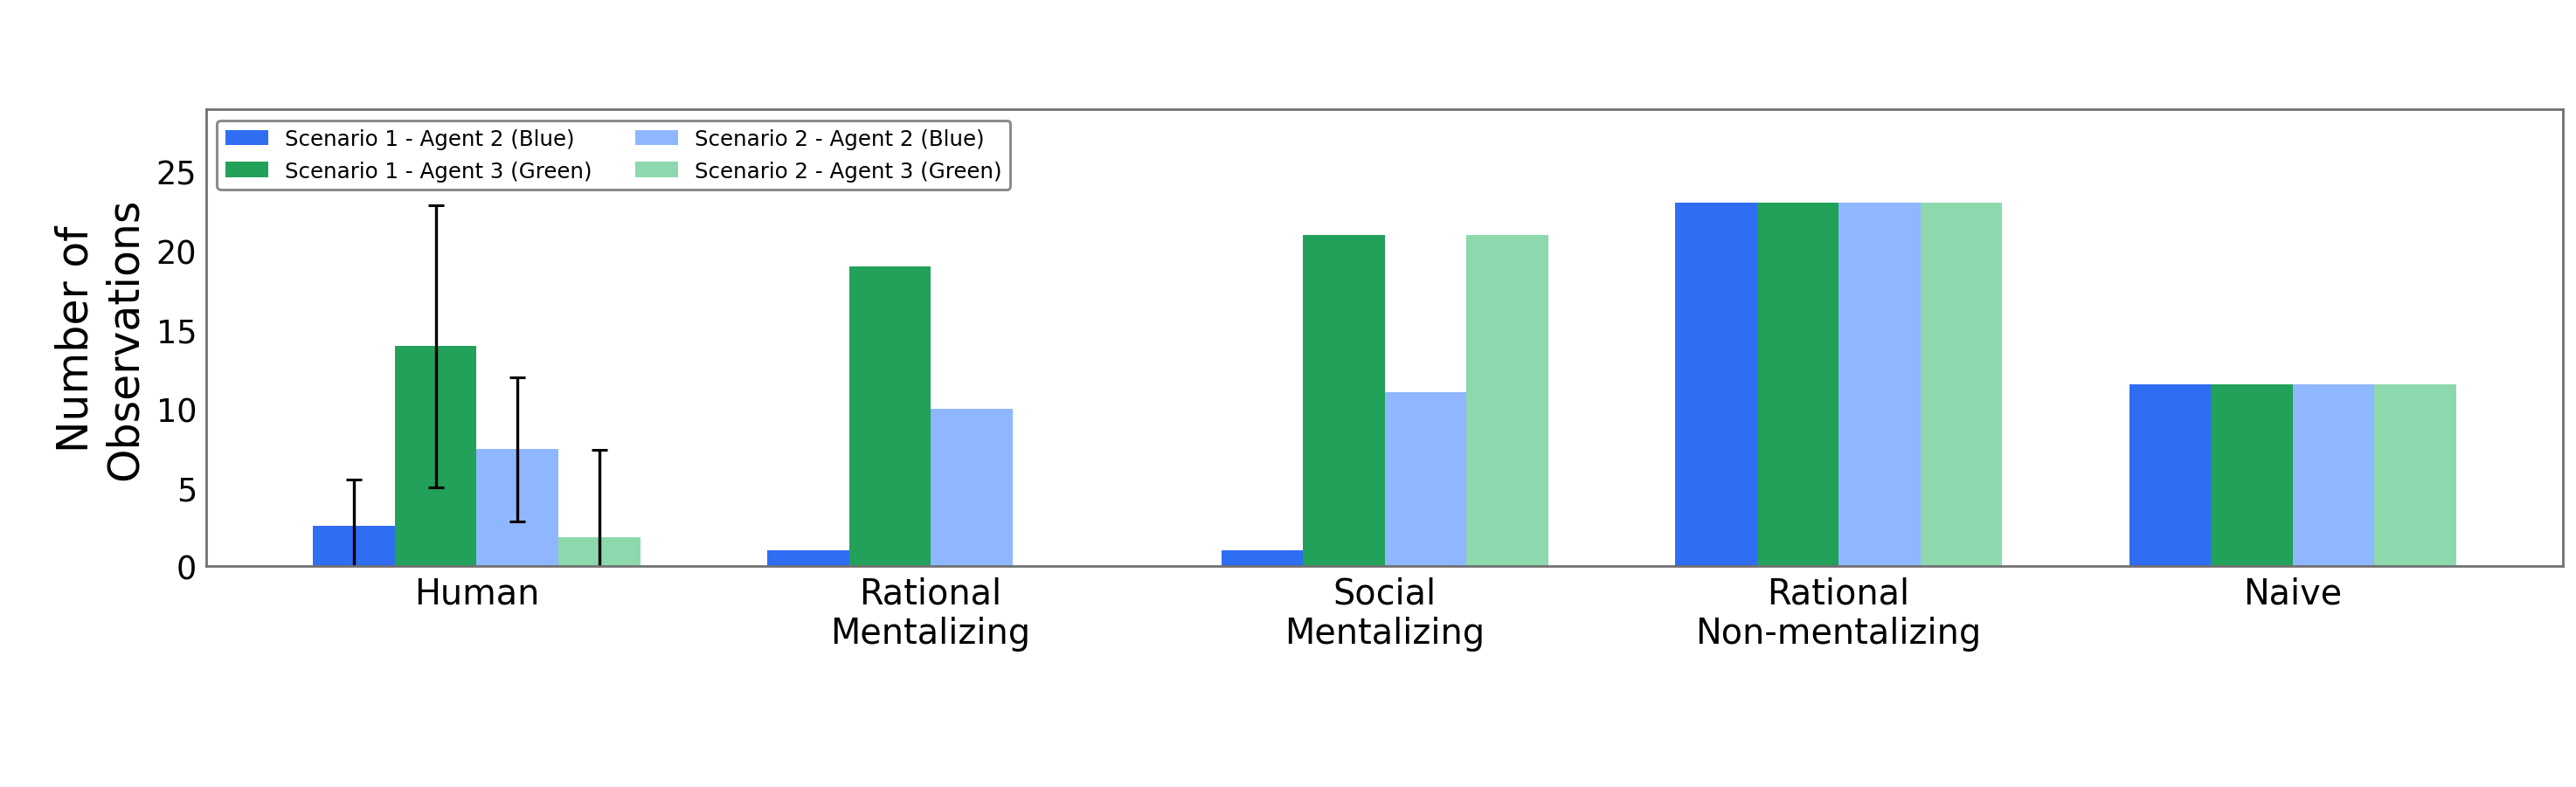 Scenario 1 - Agent 2 (Blue)
Scenario 1 - Agent 3 (Green)
Scenario 2 - Agent 2 (Blue)
Scenario 2 - Agent 3 (Green)
Number of
Observations
25
20
15
10
5
0
Human
Rational
Mentalizing
Social
Mentalizing
Rational
Non-mentalizing
Naive